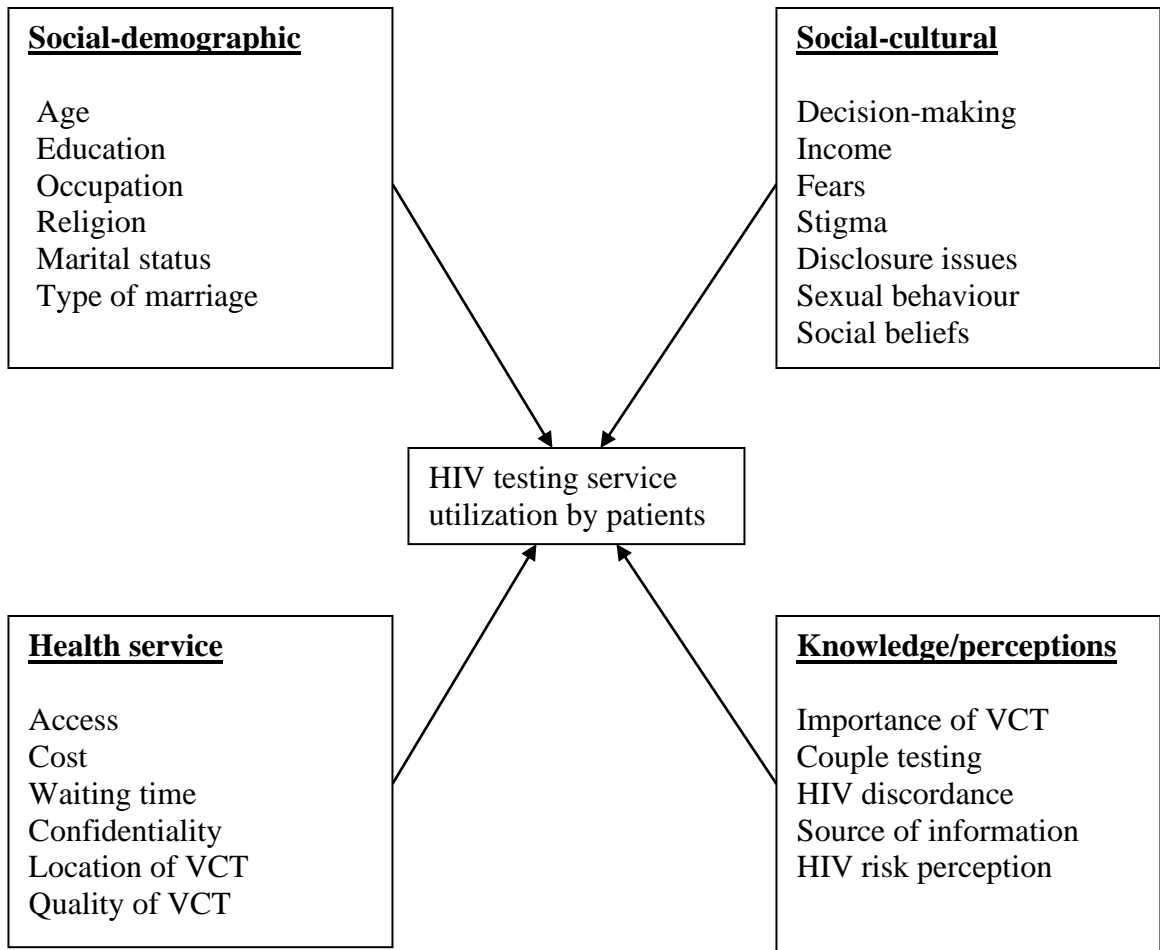 Social-demographic
Age
Education
Occupation
Religion
Marital status
Type of marriage
Social-cultural
Decision-making
Income
Fears
Stigma
Disclosure issues
Sexual behaviour
Social beliefs
HIV testing service
utilization by patients
Health service
Access
Cost
Waiting time
Confidentiality
Location of VCT
Quality of VCT
Knowledge/perceptions
Importance of VCT
Couple testing
HIV discordance
Source of information
HIV risk perception